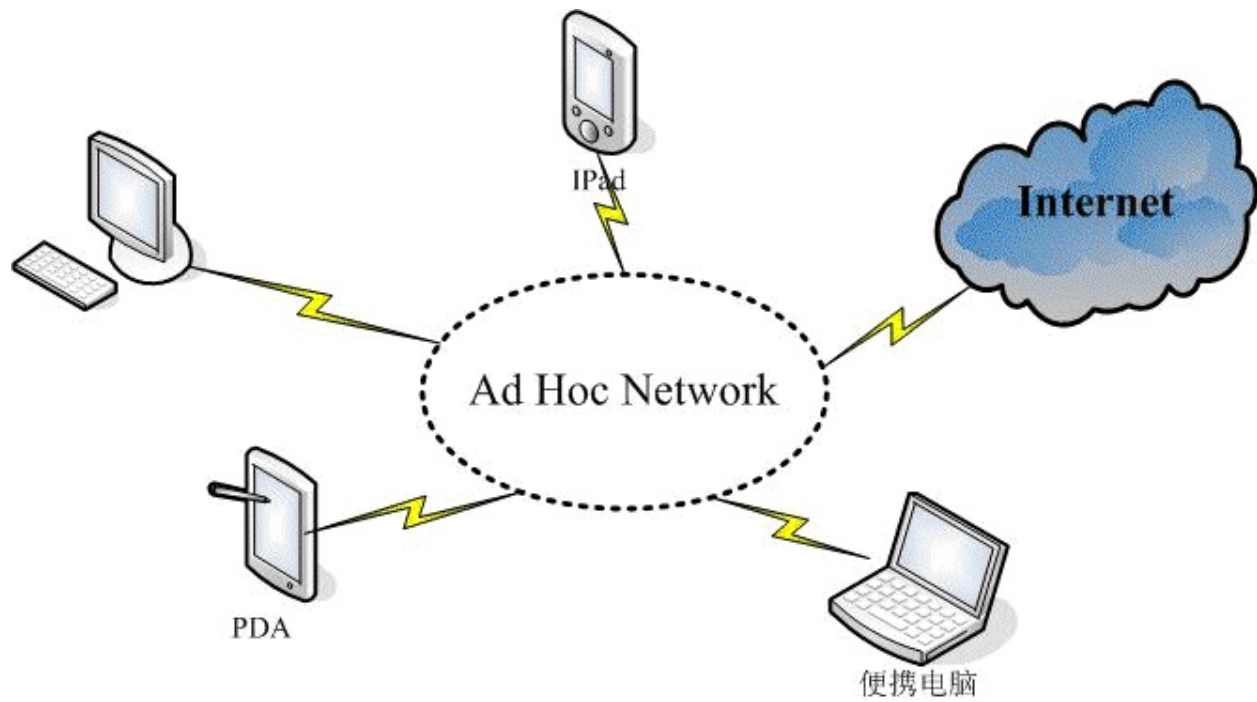 IPad
Internet
Ad Hoc Network
PDA
便携电脑